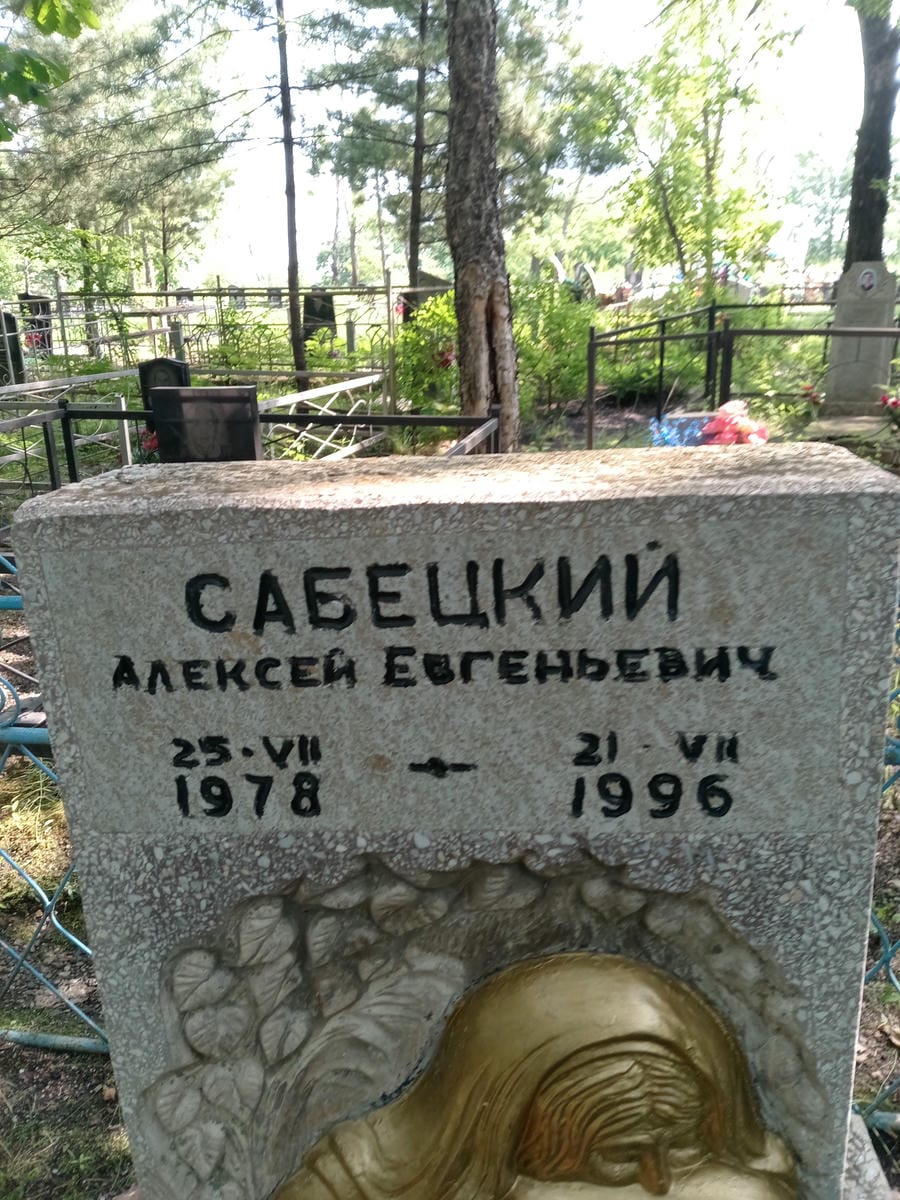 САБЕЦКИЙ
АЛЕКСЕЙ ЕВГЕНЬЕВИЧ
25·VII — 21·VII
1978 1996